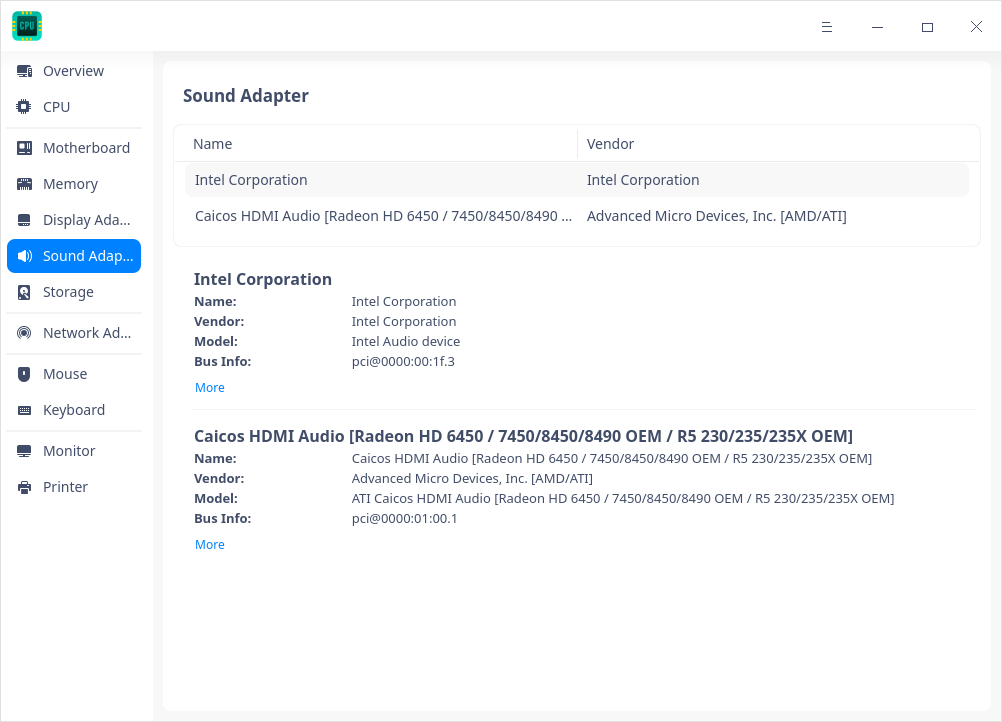 CPU
Overview
CPU
Motherboard
Memory
Display Ada...
Sound Adap...
Storage
Network Ad...
Mouse
Keyboard
Monitor
Printer
Sound Adapter
Name Vendor
Intel Corporation Intel Corporation
Caicos HDMI Audio [Radeon HD 6450 / 7450/8450/8490 ... Advanced Micro Devices, Inc. [AMD/ATI]
Intel Corporation
Name: Intel Corporation
Vendor: Intel Corporation
Model: Intel Audio device
Bus Info: pci@0000:00:1f.3
More
Caicos HDMI Audio [Radeon HD 6450 / 7450/8450/8490 OEM / R5 230/235/235X OEM]
Name: Caicos HDMI Audio [Radeon HD 6450 / 7450/8450/8490 OEM / R5 230/235/235X OEM]
Vendor: Advanced Micro Devices, Inc. [AMD/ATI]
Model: ATI Caicos HDMI Audio [Radeon HD 6450 / 7450/8450/8490 OEM / R5 230/235/235X OEM]
Bus Info: pci@0000:01:00.1
More